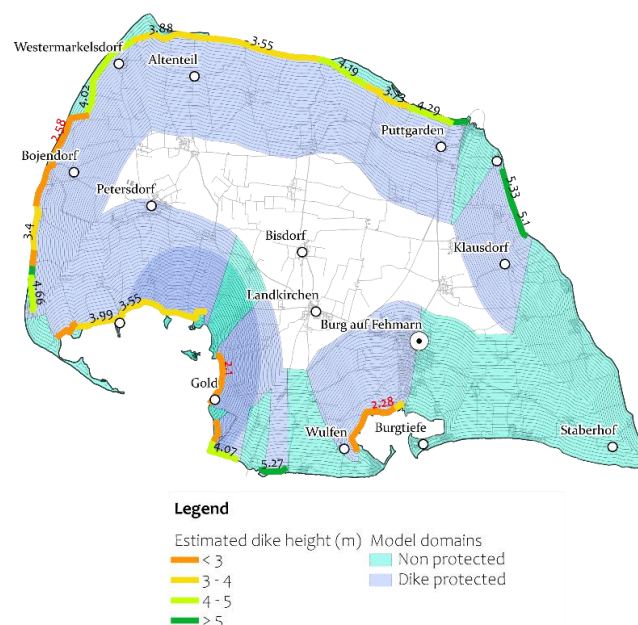 3.88
Westermarkelsdorf
3.55
Altenteil
4.19
4.02
3.73
4.29
2.58
Puttgarden
Bojendorf
Petersdorf
5.33
5.1
3.4
Bisdorf
Klausdorf
4.66
Landkirchen
3.99 3.55
Burg auf Fehmarn
2.1
Gold
2.28
Wulfen
Burgtiefe
Staberhof
4.07
5.27
Legend
Estimated dike height (m) Model domains
< 3 Non protected
3 - 4 Dike protected
4 - 5
> 5